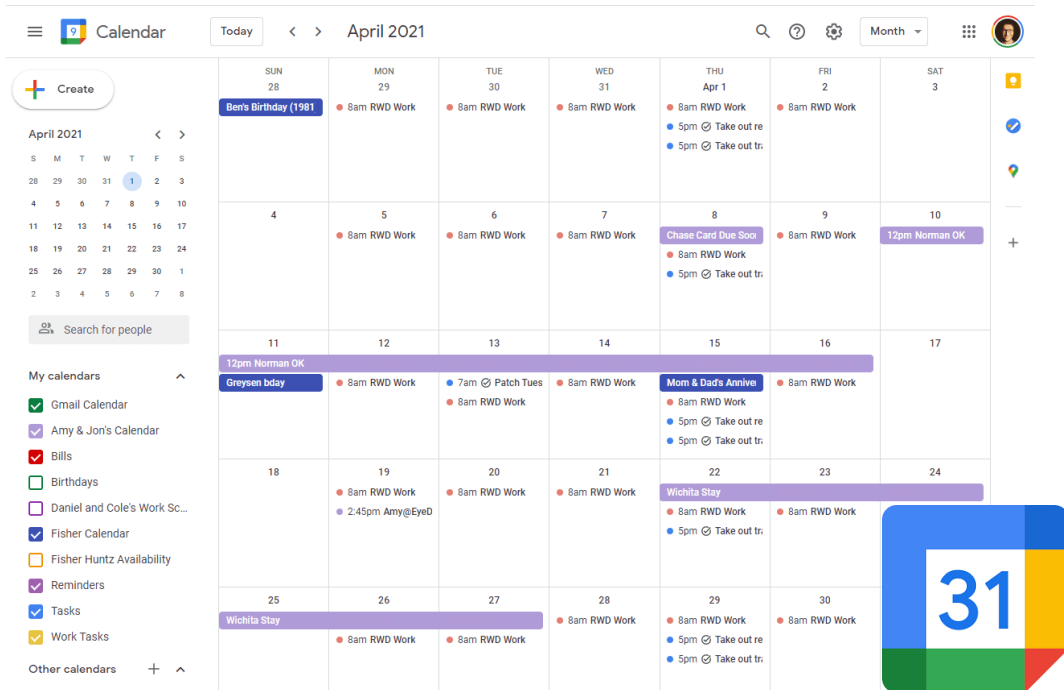 9 Calendar Today April 2021 Month
Create
April 2021
S M T W T F S
28 29 30 31 1 2 3
4 5 6 7 8 9 10
11 12 13 14 15 16 17
18 19 20 21 22 23 24
25 26 27 28 29 30 1
2 3 4 5 6 7 8
Search for people
My calendars
Gmail Calendar
Amy & Jon's Calendar
Bills
Birthdays
Daniel and Cole's Work Sc...
Fisher Calendar
Fisher Huntz Availability
Reminders
Tasks
Work Tasks
Other calendars
SUN MON TUE WED THU FRI SAT
28 29 30 31 Apr 1 2 3
Ben's Birthday (1981 8am RWD Work 8am RWD Work 8am RWD Work 8am RWD Work 8am RWD Work
5pm Take out re
5pm Take out tra
4 5 6 7 8 9 10
8am RWD Work 8am RWD Work 8am RWD Work Chase Card Due Soon 8am RWD Work 12pm Norman OK
8am RWD Work
5pm Take out tra
11 12 13 14 15 16 17
12pm Norman OK
Greysen bday 8am RWD Work 7am Patch Tues 8am RWD Work Mom & Dad's Anniver 8am RWD Work
8am RWD Work 8am RWD Work
5pm Take out re
5pm Take out tra
18 19 20 21 22 23 24
8am RWD Work 8am RWD Work 8am RWD Work Wichita Stay
2:45pm Amy@EyeD 8am RWD Work 8am RWD Work
5pm Take out tra
25 26 27 28 29 30
Wichita Stay 8am RWD Work 8am RWD Work 8am RWD Work
8am RWD Work 8am RWD Work 5pm Take out re
5pm Take out tra
31